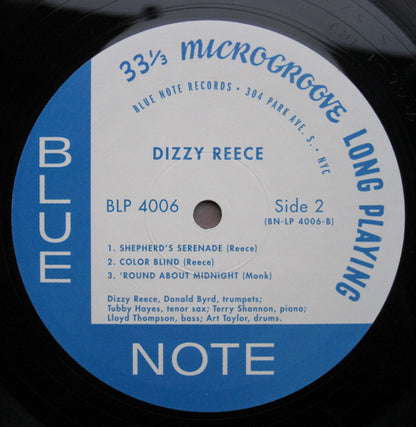 33 1/3 MICROGROOVE LONG PLAYING
BLUE NOTE RECORDS • 304 PARK AVE. S. • NYC
DIZZY REECE
BLP 4006
Side 2
(BN-LP 4006-B)
1. SHEPHERD'S SERENADE (Reece)
2. COLOR BLIND (Reece)
3. 'ROUND ABOUT MIDNIGHT (Monk)
Dizzy Reece, Donald Byrd, trumpets;
Tubby Hayes, tenor sax; Terry Shannon, piano;
Lloyd Thompson, bass; Art Taylor, drums.
BLUE
NOTE